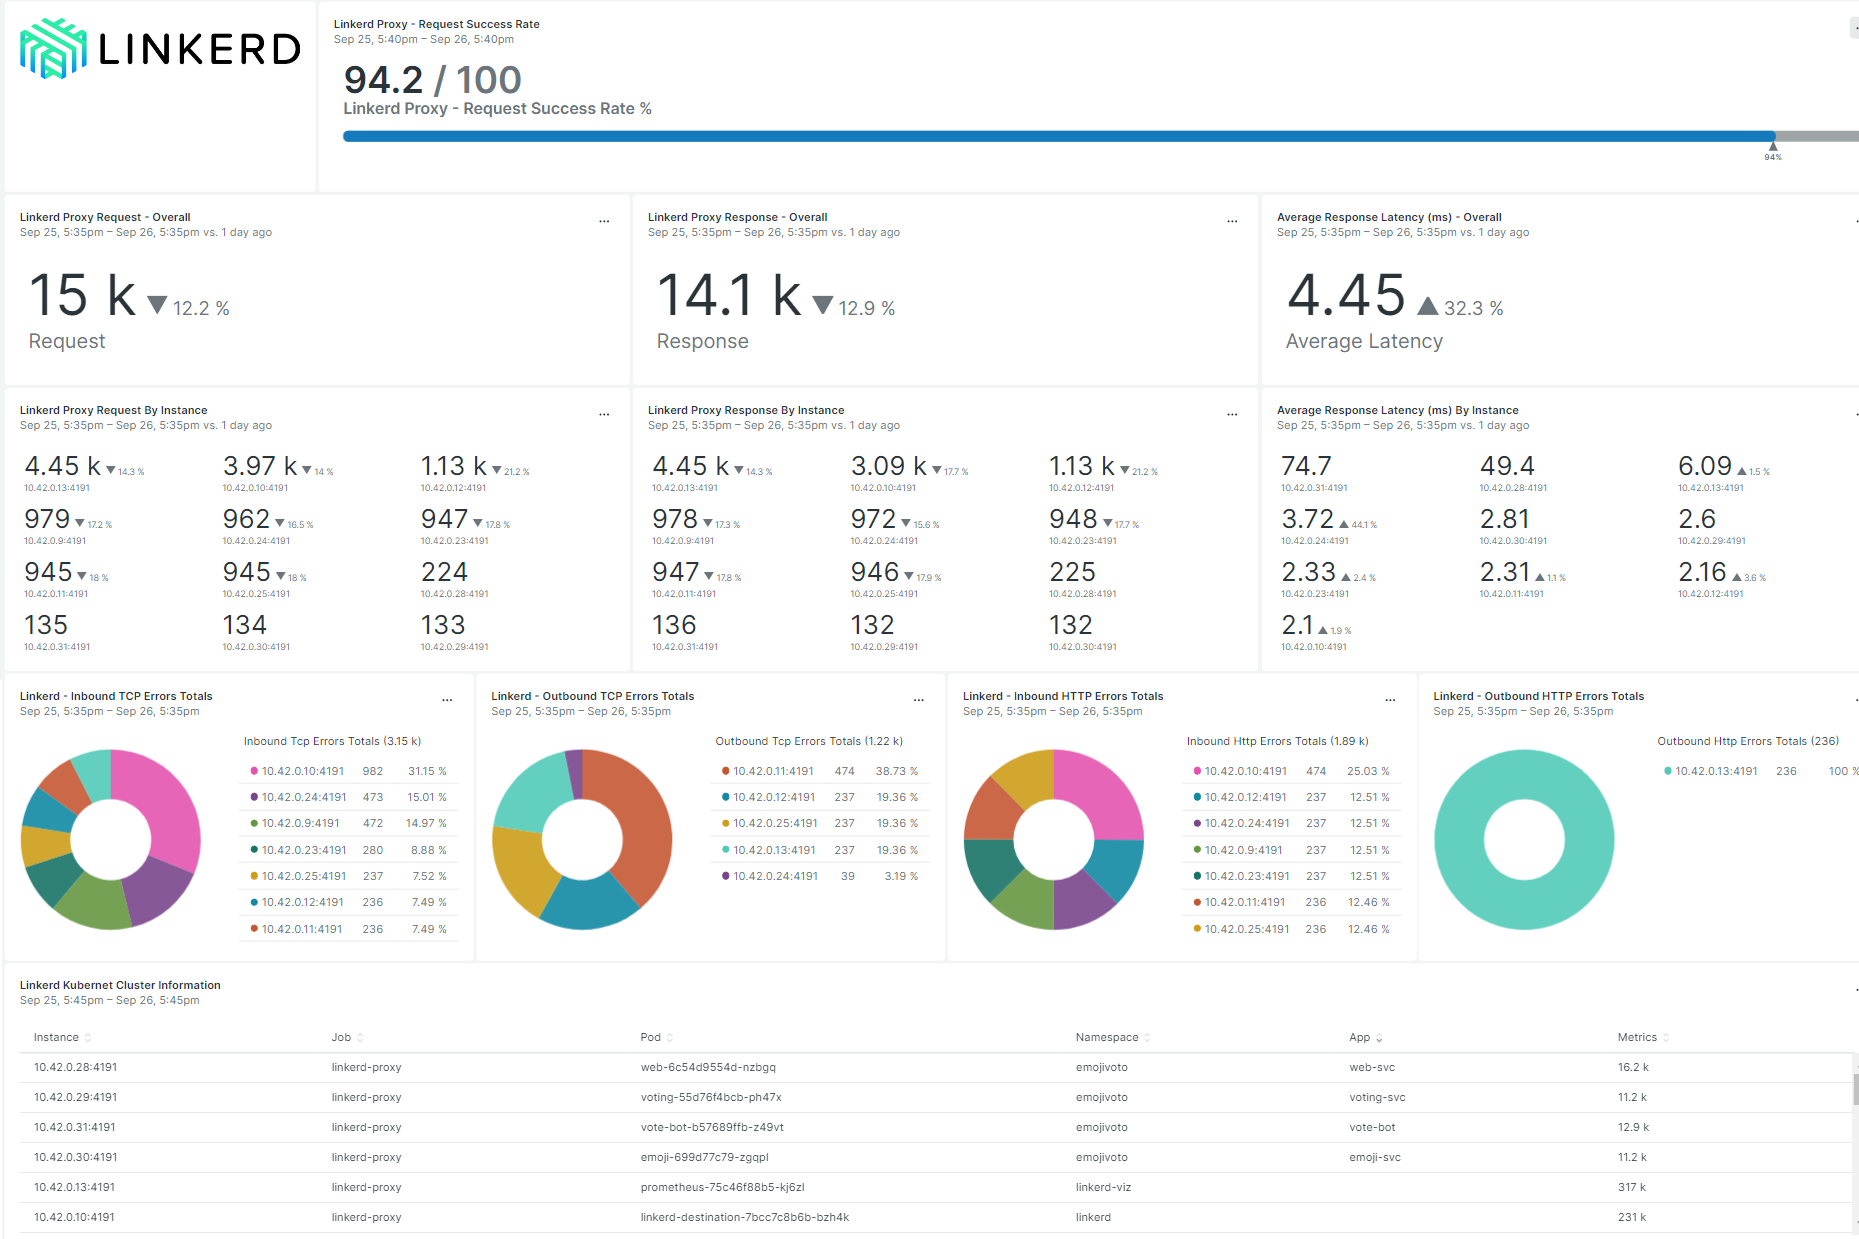 LINKERD
Linkerd Proxy - Request Success Rate
Sep 25, 5:40pm – Sep 26, 5:40pm
94.2 / 100
Linkerd Proxy - Request Success Rate %
94%
Linkerd Proxy Request - Overall
Sep 25, 5:35pm – Sep 26, 5:35pm vs. 1 day ago
15 k ▼ 12.2 %
Request
Linkerd Proxy Response - Overall
Sep 25, 5:35pm – Sep 26, 5:35pm vs. 1 day ago
14.1 k ▼ 12.9 %
Response
Average Response Latency (ms) - Overall
Sep 25, 5:35pm – Sep 26, 5:35pm vs. 1 day ago
4.45 ▲ 32.3 %
Average Latency
Linkerd Proxy Request By Instance
Sep 25, 5:35pm – Sep 26, 5:35pm vs. 1 day ago
4.45 k ▼ 14.3 % 3.97 k ▼ 14 % 1.13 k ▼ 21.2 %
10.42.0.13:4191 10.42.0.10:4191 10.42.0.12:4191
979 ▼ 17.2 % 962 ▼ 16.5 % 947 ▼ 17.8 %
10.42.0.9:4191 10.42.0.24:4191 10.42.0.23:4191
945 ▼ 18 % 945 ▼ 18 % 224
10.42.0.11:4191 10.42.0.25:4191 10.42.0.28:4191
135 134 133
10.42.0.31:4191 10.42.0.30:4191 10.42.0.29:4191
Linkerd Proxy Response By Instance
Sep 25, 5:35pm – Sep 26, 5:35pm vs. 1 day ago
4.45 k ▼ 14.3 % 3.09 k ▼ 17.7 % 1.13 k ▼ 21.2 %
10.42.0.13:4191 10.42.0.10:4191 10.42.0.12:4191
978 ▼ 17.3 % 972 ▼ 15.6 % 948 ▼ 17.7 %
10.42.0.9:4191 10.42.0.24:4191 10.42.0.23:4191
947 ▼ 17.8 % 946 ▼ 17.9 % 225
10.42.0.11:4191 10.42.0.25:4191 10.42.0.28:4191
136 132 132
10.42.0.31:4191 10.42.0.29:4191 10.42.0.30:4191
Average Response Latency (ms) By Instance
Sep 25, 5:35pm – Sep 26, 5:35pm vs. 1 day ago
74.7 49.4 6.09 ▲ 1.5 %
10.42.0.31:4191 10.42.0.28:4191 10.42.0.13:4191
3.72 ▲ 44.1 % 2.81 2.6
10.42.0.24:4191 10.42.0.30:4191 10.42.0.29:4191
2.33 ▲ 2.4 % 2.31 ▲ 1.1 % 2.16 ▲ 3.6 %
10.42.0.23:4191 10.42.0.11:4191 10.42.0.12:4191
2.1 ▲ 1.9 %
10.42.0.10:4191
Linkerd - Inbound TCP Errors Totals
Sep 25, 5:35pm – Sep 26, 5:35pm
Inbound Tcp Errors Totals (3.15 k)
10.42.0.10:4191 982 31.15 %
10.42.0.24:4191 473 15.01 %
10.42.0.9:4191 472 14.97 %
10.42.0.23:4191 280 8.88 %
10.42.0.25:4191 237 7.52 %
10.42.0.12:4191 236 7.49 %
10.42.0.11:4191 236 7.49 %
Linkerd - Outbound TCP Errors Totals
Sep 25, 5:35pm – Sep 26, 5:35pm
Outbound Tcp Errors Totals (1.22 k)
10.42.0.11:4191 474 38.73 %
10.42.0.12:4191 237 19.36 %
10.42.0.25:4191 237 19.36 %
10.42.0.13:4191 237 19.36 %
10.42.0.24:4191 39 3.19 %
Linkerd - Inbound HTTP Errors Totals
Sep 25, 5:35pm – Sep 26, 5:35pm
Inbound Http Errors Totals (1.89 k)
10.42.0.10:4191 474 25.03 %
10.42.0.12:4191 237 12.51 %
10.42.0.24:4191 237 12.51 %
10.42.0.9:4191 237 12.51 %
10.42.0.23:4191 237 12.51 %
10.42.0.11:4191 236 12.46 %
10.42.0.25:4191 236 12.46 %
Linkerd - Outbound HTTP Errors Totals
Sep 25, 5:35pm – Sep 26, 5:35pm
Outbound Http Errors Totals (236)
10.42.0.13:4191 236 100 %
Linkerd Kubernet Cluster Information
Sep 25, 5:45pm – Sep 26, 5:45pm
Instance Job Pod Namespace App Metrics
10.42.0.28:4191 linkerd-proxy web-6c54d9554d-nzbgq emojivoto web-svc 16.2 k
10.42.0.29:4191 linkerd-proxy voting-55d76f4bcb-ph47x emojivoto voting-svc 11.2 k
10.42.0.31:4191 linkerd-proxy vote-bot-b57689ffb-z49vt emojivoto vote-bot 12.9 k
10.42.0.30:4191 linkerd-proxy emoji-699d77c79-zgqpl emojivoto emoji-svc 11.2 k
10.42.0.13:4191 linkerd-proxy prometheus-75c46f88b5-kj6zl linkerd-viz 317 k
10.42.0.10:4191 linkerd-proxy linkerd-destination-7bcc7c8b6b-bzh4k linkerd 231 k